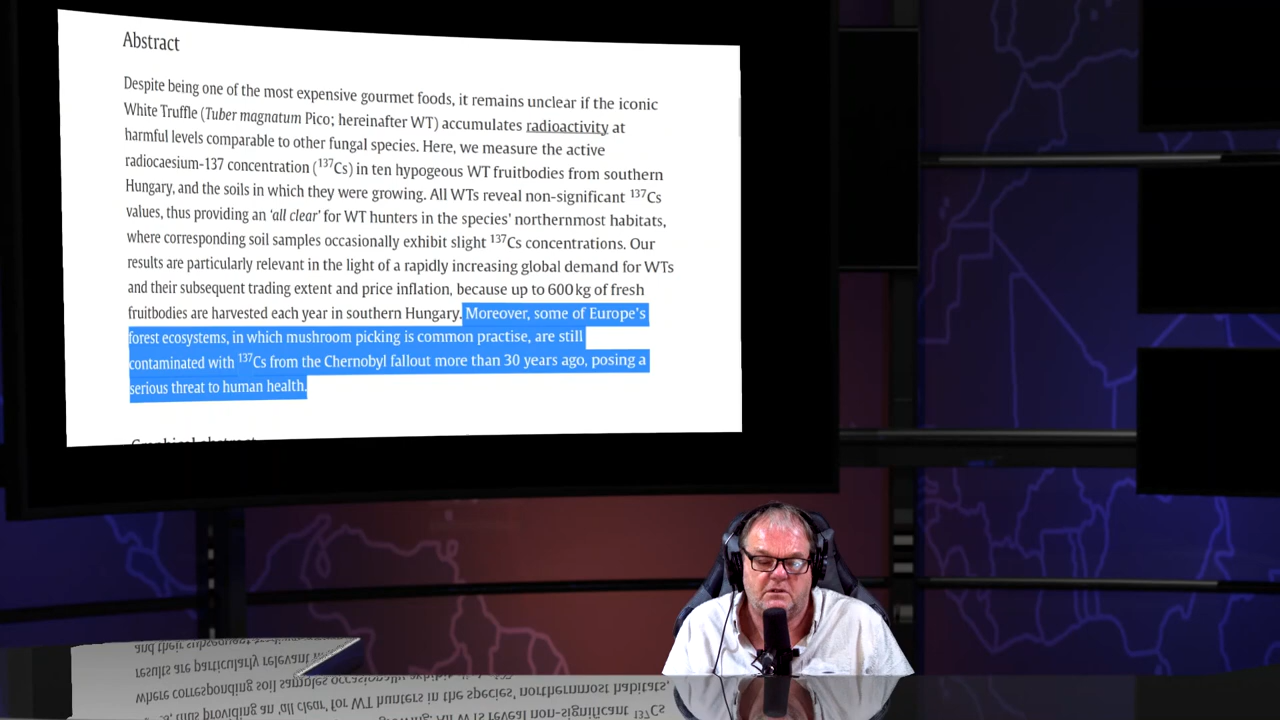 Abstract
Despite being one of the most expensive gourmet foods, it remains unclear if the iconic
White Truffle (Tuber magnatum Pico; hereinafter WT) accumulates radioactivity at
harmful levels comparable to other fungal species. Here, we measure the active
radiocaesium-137 concentration (¹³⁷Cs) in ten hypogeous WT fruitbodies from southern
Hungary, and the soils in which they were growing. All WTs reveal non-significant ¹³⁷Cs
values, thus providing an ‘all clear’ for WT hunters in the species’ northernmost habitats,
where corresponding soil samples occasionally exhibit slight ¹³⁷Cs concentrations. Our
results are particularly relevant in the light of a rapidly increasing global demand for WTs
and their subsequent trading extent and price inflation, because up to 600 kg of fresh
fruitbodies are harvested each year in southern Hungary. Moreover, some of Europe's
forest ecosystems, in which mushroom picking is common practise, are still
contaminated with ¹³⁷Cs from the Chernobyl fallout more than 30 years ago, posing a
serious threat to human health.
Graphical abstract